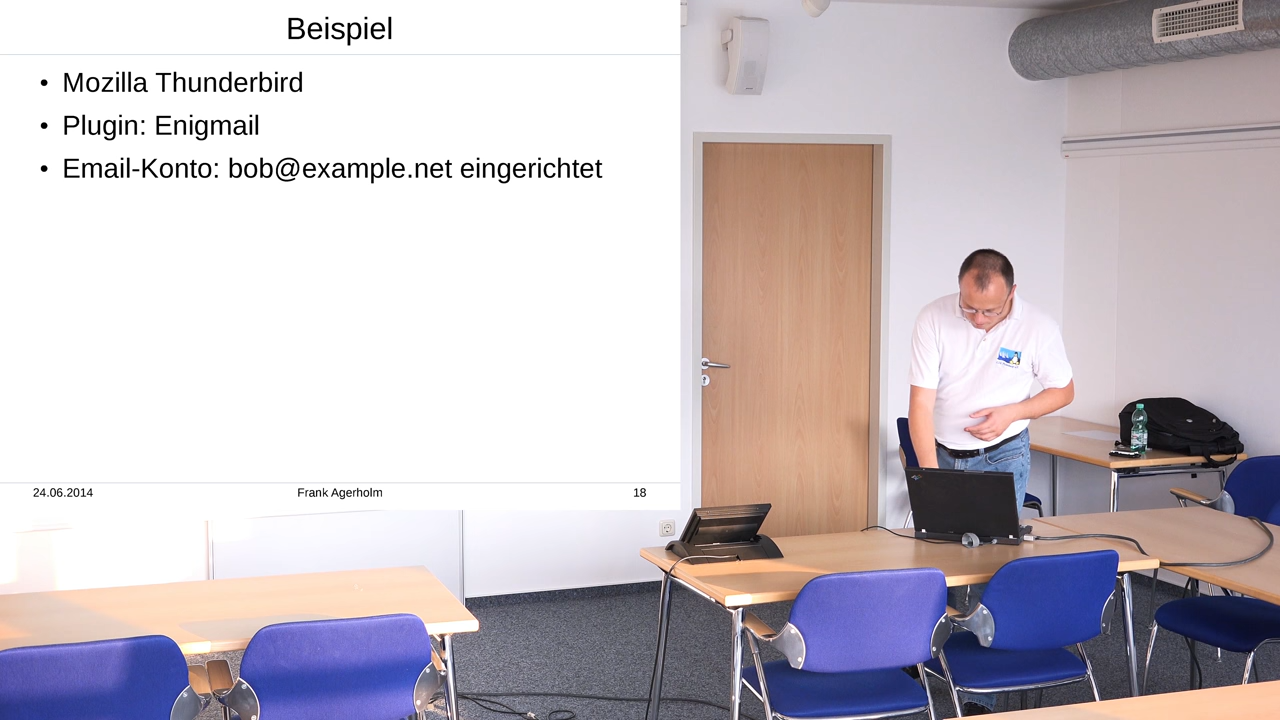 Beispiel
• Mozilla Thunderbird
• Plugin: Enigmail
• Email-Konto: bob@example.net eingerichtet
24.06.2014 Frank Agerholm 18